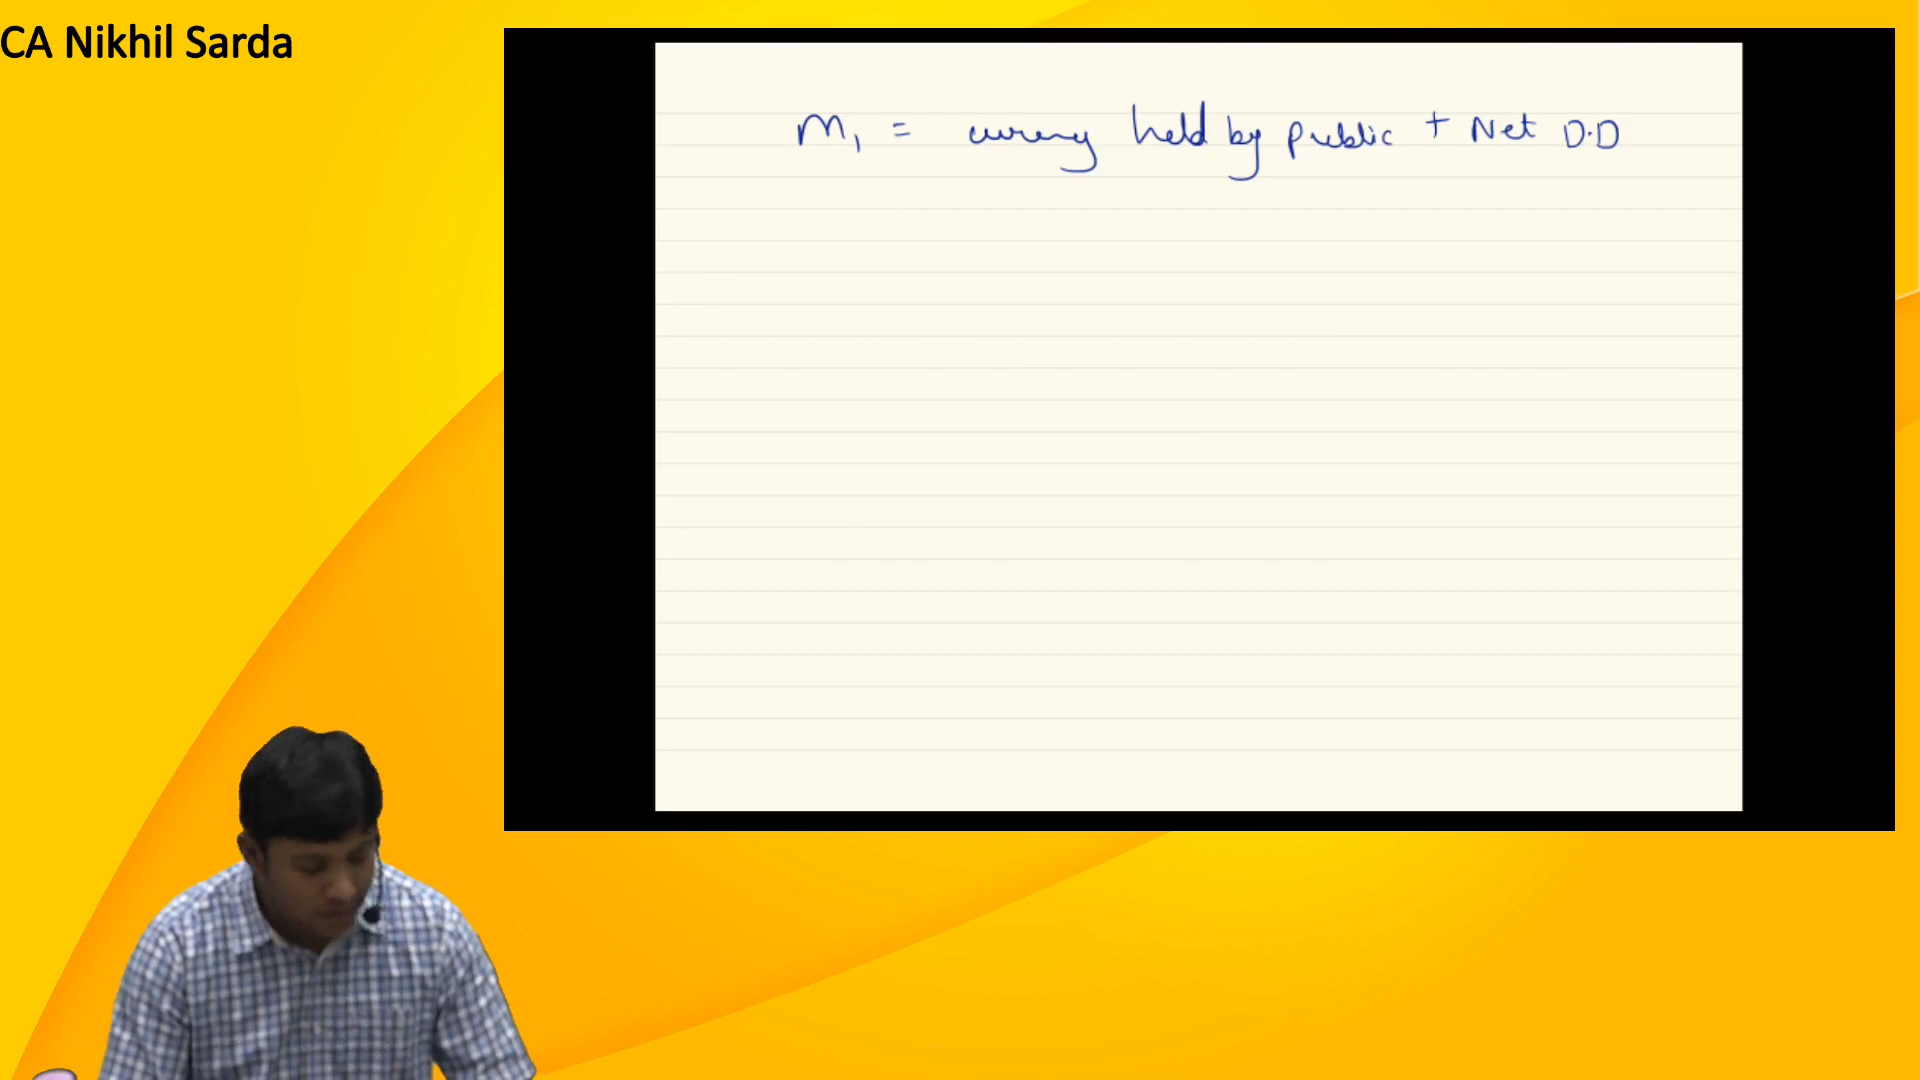 CA Nikhil Sarda
M₁ = currency held by public + Net D.D